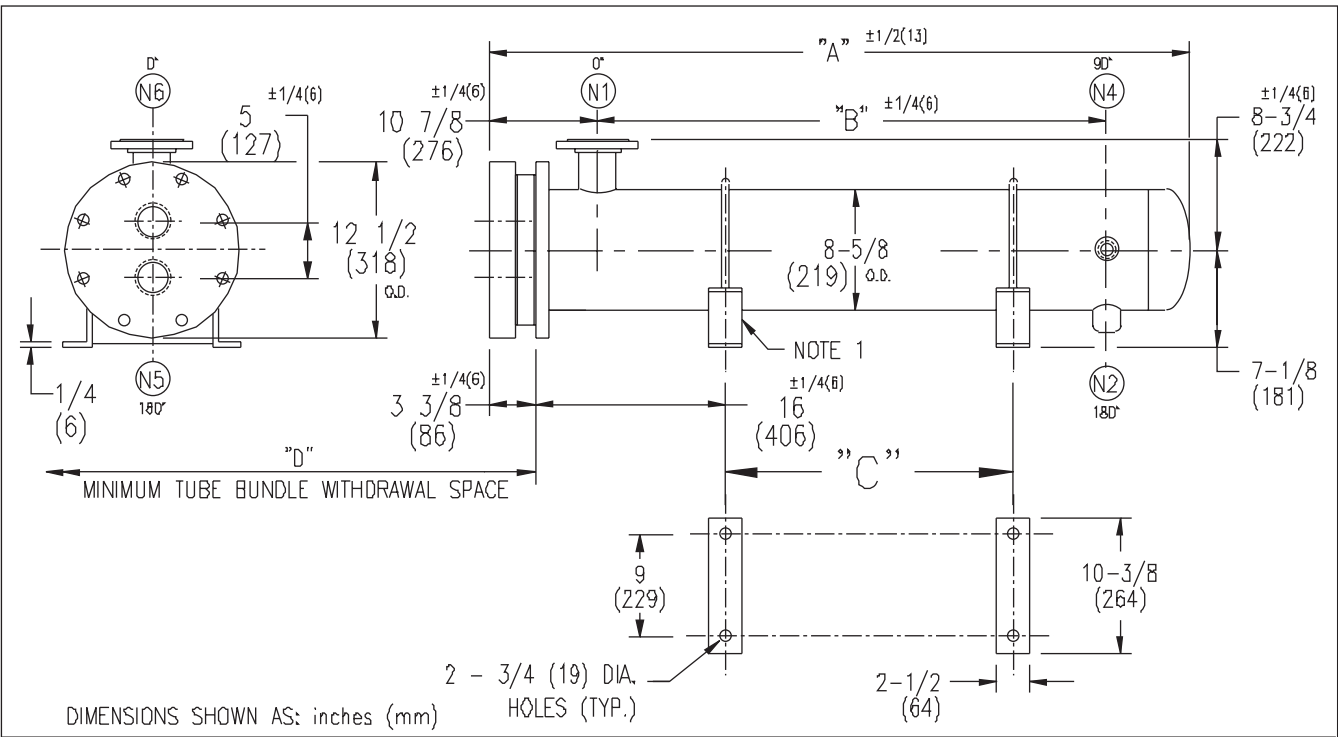 D"
N6
±1/4(6)
5
(127)
12 1/2
(318)
O.D.
N5
18D"
1/4
(6)
"A" ±1/2(13)
0"
N1
±1/4(6)
10 7/8
(276)
"B" ±1/4(6)
9D"
N4
±1/4(6)
8-3/4
(222)
8-5/8
(219) O.D.
NOTE 1
N2
18D"
7-1/8
(181)
±1/4(6)
3 3/8
(86)
±1/4(6)
16
(406)
"D"
MINIMUM TUBE BUNDLE WITHDRAWAL SPACE
"C"
9
(229)
10-3/8
(264)
2 - 3/4 (19) DIA.
HOLES (TYP.)
2-1/2
(64)
DIMENSIONS SHOWN AS: inches (mm)